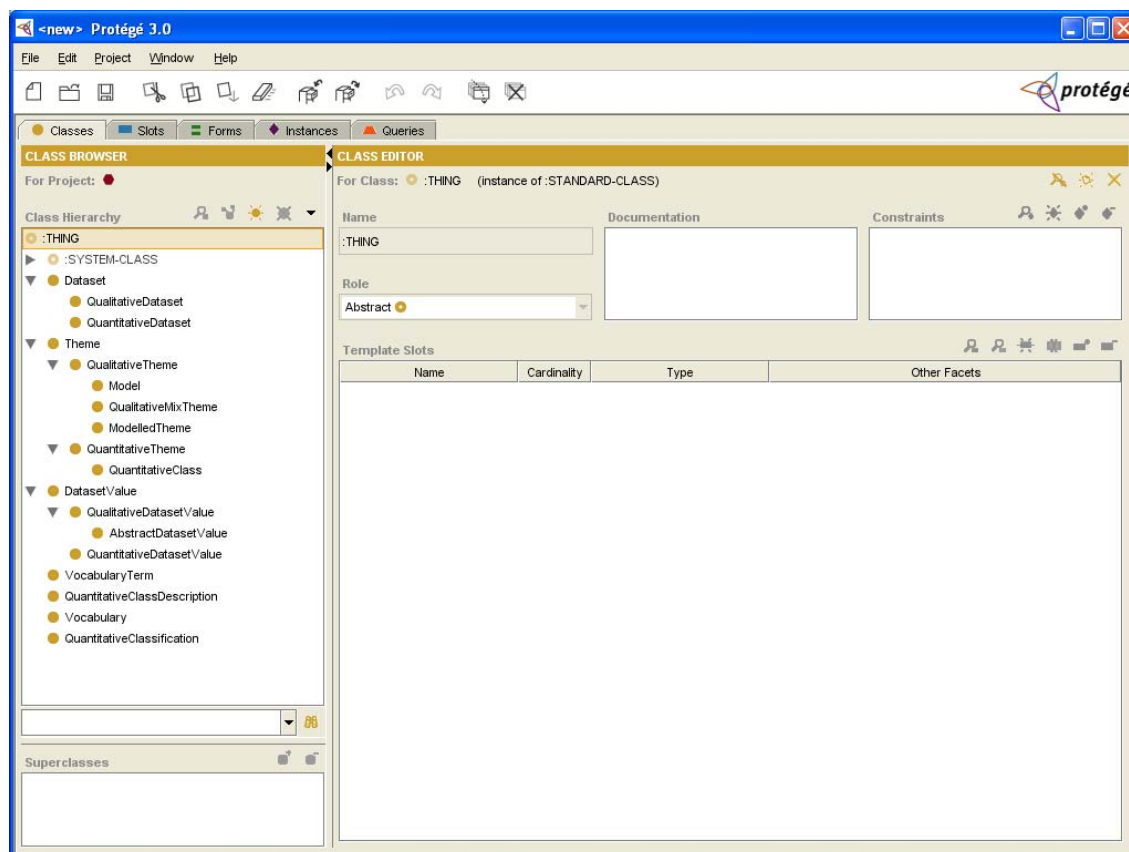 <new> Protégé 3.0
File Edit Project Window Help
protégé
Classes Slots Forms Instances Queries
CLASS BROWSER
For Project:
Class Hierarchy
:THING
:SYSTEM-CLASS
Dataset
QualitativeDataset
QuantitativeDataset
Theme
QualitativeTheme
Model
QualitativeMixTheme
ModelledTheme
QuantitativeTheme
QuantitativeClass
DatasetValue
QualitativeDatasetValue
AbstractDatasetValue
QuantitativeDatasetValue
VocabularyTerm
QuantitativeClassDescription
Vocabulary
QuantitativeClassification
Superclasses
CLASS EDITOR
For Class: :THING (instance of :STANDARD-CLASS)
Name Documentation Constraints
:THING
Role
Abstract
Template Slots
Name Cardinality Type Other Facets